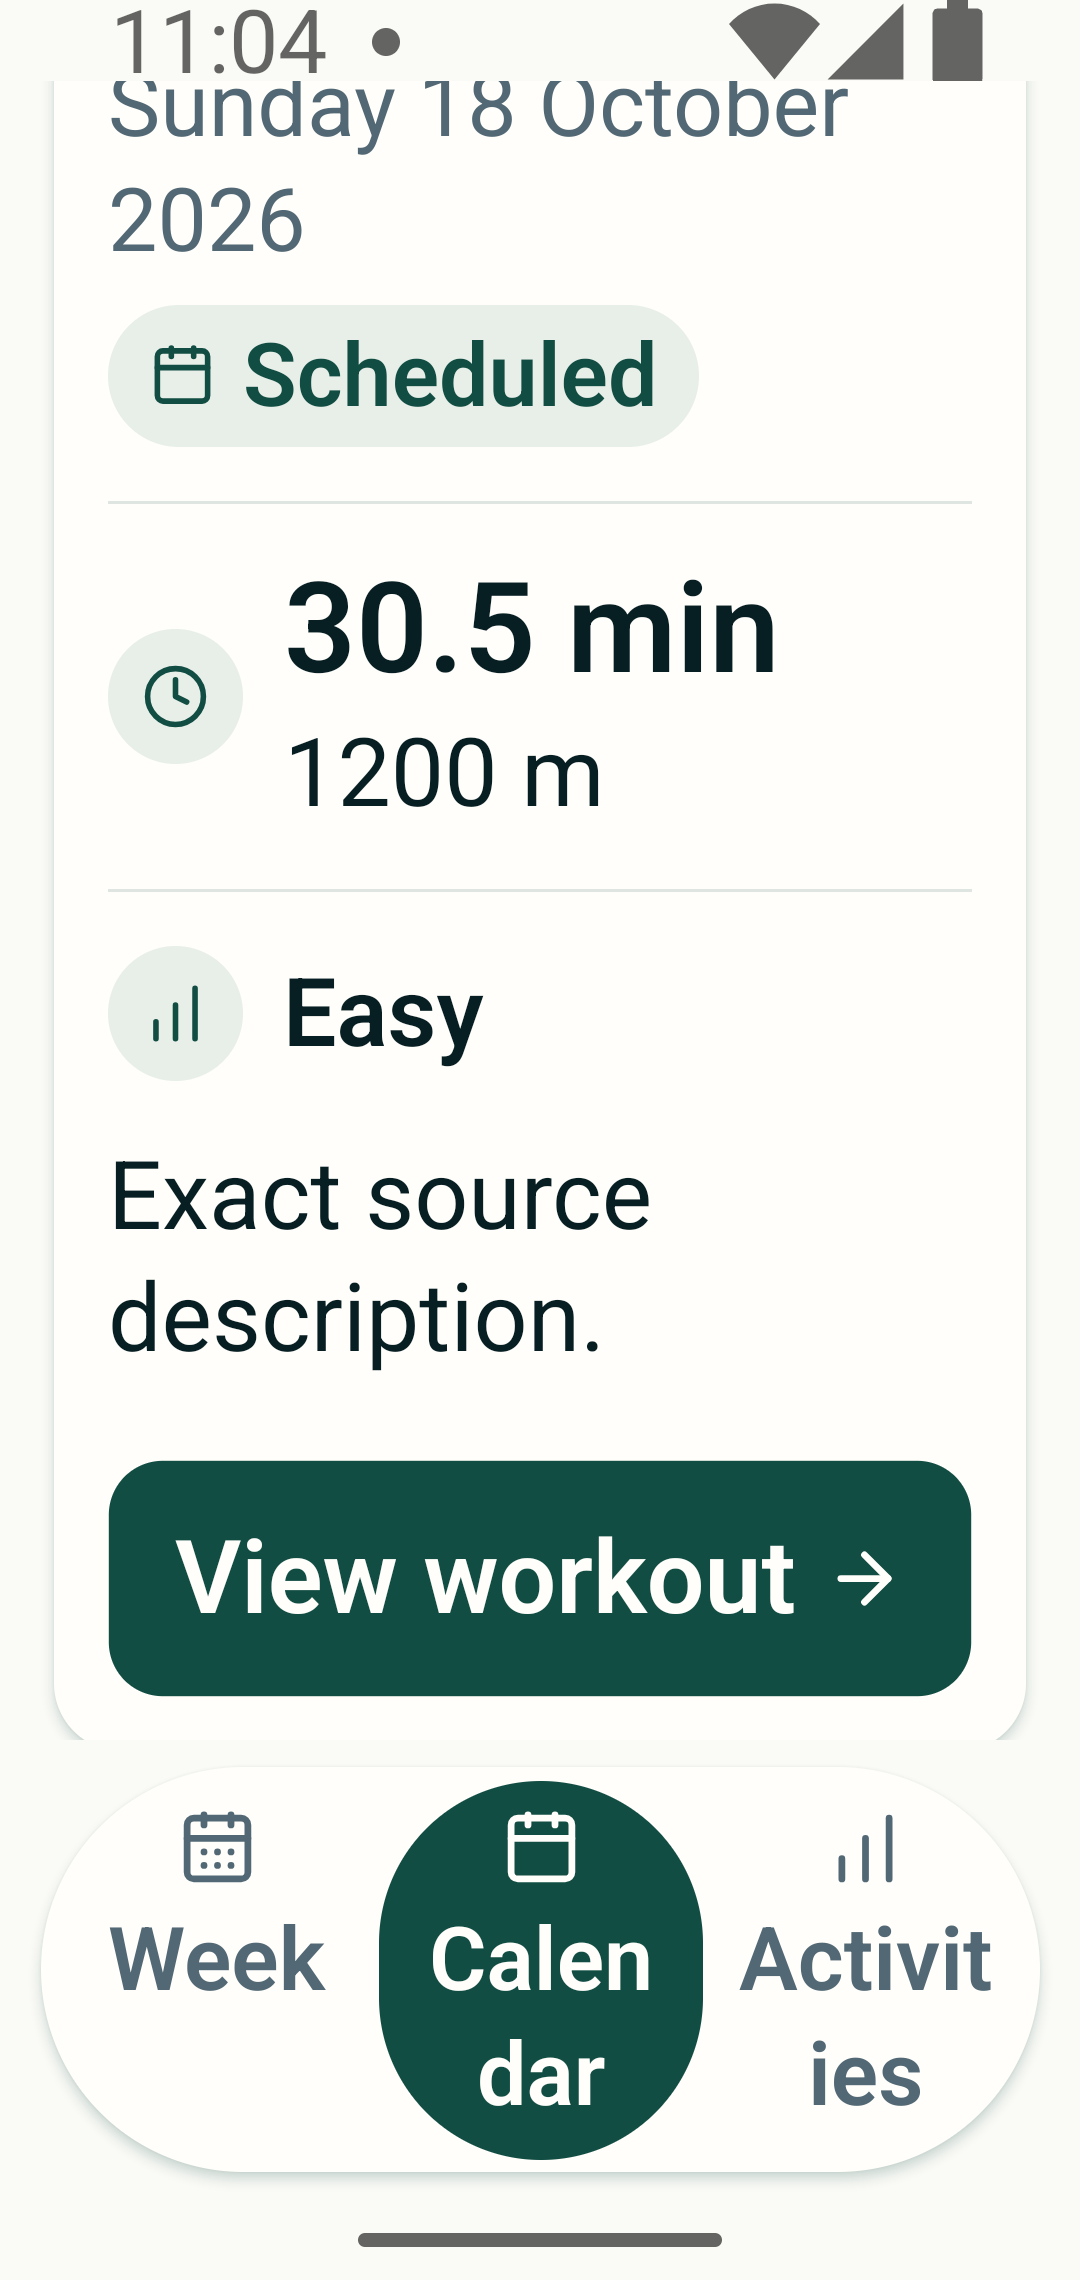 11:04
Sunday 18 October
2026
Scheduled
30.5 min
1200 m
Easy
Exact source
description.
View workout
Week
Calen
dar
Activit
ies